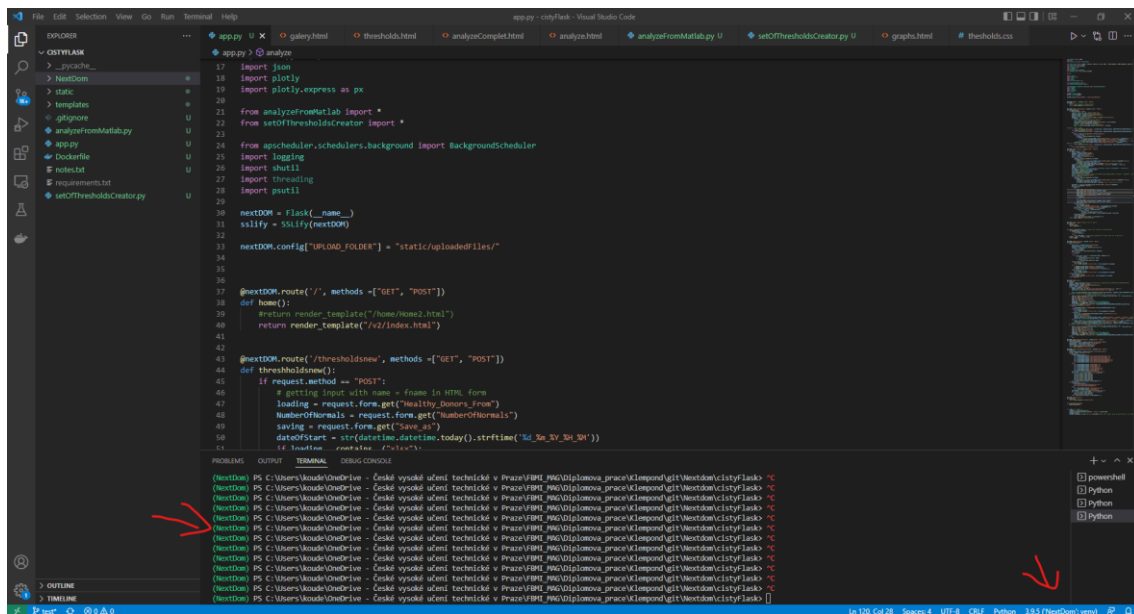 File Edit Selection View Go Run Terminal Help
app.py - cistyFlask - Visual Studio Code
EXPLORER
CISTYFLASK
__pycache__
NextDom
static
templates
.gitignore U
analyzeFromMatlab.py U
app.py U
Dockerfile U
notes.txt U
requirements.txt
setOfThresholdsCreator.py U
OUTLINE
TIMELINE
app.py U galery.html thresholds.html analyzeComplet.html analyze.html analyzeFromMatlab.py U setOfThresholdsCreator.py U graphs.html thesholds.css
app.py > analyze
17 import json
18 import plotly
19 import plotly.express as px
20
21 from analyzeFromMatlab import *
22 from setOfThresholdsCreator import *
23
24 from apscheduler.schedulers.background import BackgroundScheduler
25 import logging
26 import shutil
27 import threading
28 import psutil
29
30 nextDOM = Flask(__name__)
31 sslify = SSLify(nextDOM)
32
33 nextDOM.config["UPLOAD_FOLDER"] = "static/uploadedFiles/"
34
35
36
37 @nextDOM.route('/', methods =["GET", "POST"])
38 def home():
39 #return render_template("/home/Home2.html")
40 return render_template("/v2/index.html")
41
42
43 @nextDOM.route('/thresholdsnew', methods =["GET", "POST"])
44 def threshholdsnew():
45 if request.method == "POST":
46 # getting input with name = fname in HTML form
47 loading = request.form.get("Healthy_Donors_From")
48 NumberOfNormals = request.form.get("NumberOfNormals")
49 saving = request.form.get("Save_as")
50 dateOfStart = str(datetime.datetime.today().strftime('%d_%m_%Y_%H_%M'))
PROBLEMS OUTPUT TERMINAL DEBUG CONSOLE
(NextDom) PS C:\Users\koude\OneDrive - České vysoké učení technické v Praze\FBMI_MAG\Diplomova_prace\Klempond\git\Nextdom\cistyFlask> ^C
(NextDom) PS C:\Users\koude\OneDrive - České vysoké učení technické v Praze\FBMI_MAG\Diplomova_prace\Klempond\git\Nextdom\cistyFlask> ^C
(NextDom) PS C:\Users\koude\OneDrive - České vysoké učení technické v Praze\FBMI_MAG\Diplomova_prace\Klempond\git\Nextdom\cistyFlask> ^C
(NextDom) PS C:\Users\koude\OneDrive - České vysoké učení technické v Praze\FBMI_MAG\Diplomova_prace\Klempond\git\Nextdom\cistyFlask> ^C
(NextDom) PS C:\Users\koude\OneDrive - České vysoké učení technické v Praze\FBMI_MAG\Diplomova_prace\Klempond\git\Nextdom\cistyFlask> ^C
(NextDom) PS C:\Users\koude\OneDrive - České vysoké učení technické v Praze\FBMI_MAG\Diplomova_prace\Klempond\git\Nextdom\cistyFlask> ^C
(NextDom) PS C:\Users\koude\OneDrive - České vysoké učení technické v Praze\FBMI_MAG\Diplomova_prace\Klempond\git\Nextdom\cistyFlask> ^C
(NextDom) PS C:\Users\koude\OneDrive - České vysoké učení technické v Praze\FBMI_MAG\Diplomova_prace\Klempond\git\Nextdom\cistyFlask> ^C
(NextDom) PS C:\Users\koude\OneDrive - České vysoké učení technické v Praze\FBMI_MAG\Diplomova_prace\Klempond\git\Nextdom\cistyFlask> ^C
(NextDom) PS C:\Users\koude\OneDrive - České vysoké učení technické v Praze\FBMI_MAG\Diplomova_prace\Klempond\git\Nextdom\cistyFlask> ^C
(NextDom) PS C:\Users\koude\OneDrive - České vysoké učení technické v Praze\FBMI_MAG\Diplomova_prace\Klempond\git\Nextdom\cistyFlask> ^C
(NextDom) PS C:\Users\koude\OneDrive - České vysoké učení technické v Praze\FBMI_MAG\Diplomova_prace\Klempond\git\Nextdom\cistyFlask> ^C
(NextDom) PS C:\Users\koude\OneDrive - České vysoké učení technické v Praze\FBMI_MAG\Diplomova_prace\Klempond\git\Nextdom\cistyFlask>
powershell
Python
Python
Python
test* 0 0 Ln 120, Col 28 Spaces: 4 UTF-8 CRLF Python 3.9.5 ('NextDom': venv)